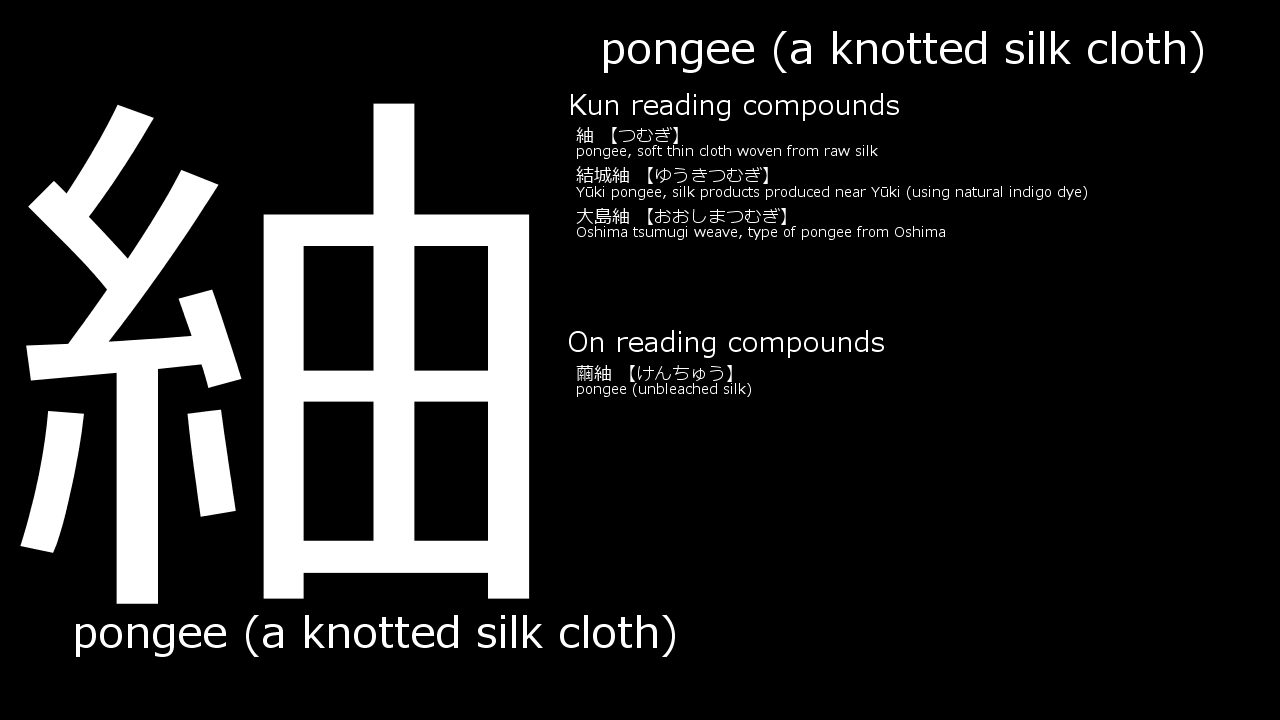 紬
pongee (a knotted silk cloth)
pongee (a knotted silk cloth)
Kun reading compounds
紬 【つむぎ】
pongee, soft thin cloth woven from raw silk
結城紬 【ゆうきつむぎ】
Yūki pongee, silk products produced near Yūki (using natural indigo dye)
大島紬 【おおしまつむぎ】
Oshima tsumugi weave, type of pongee from Oshima
On reading compounds
繭紬 【けんちゅう】
pongee (unbleached silk)